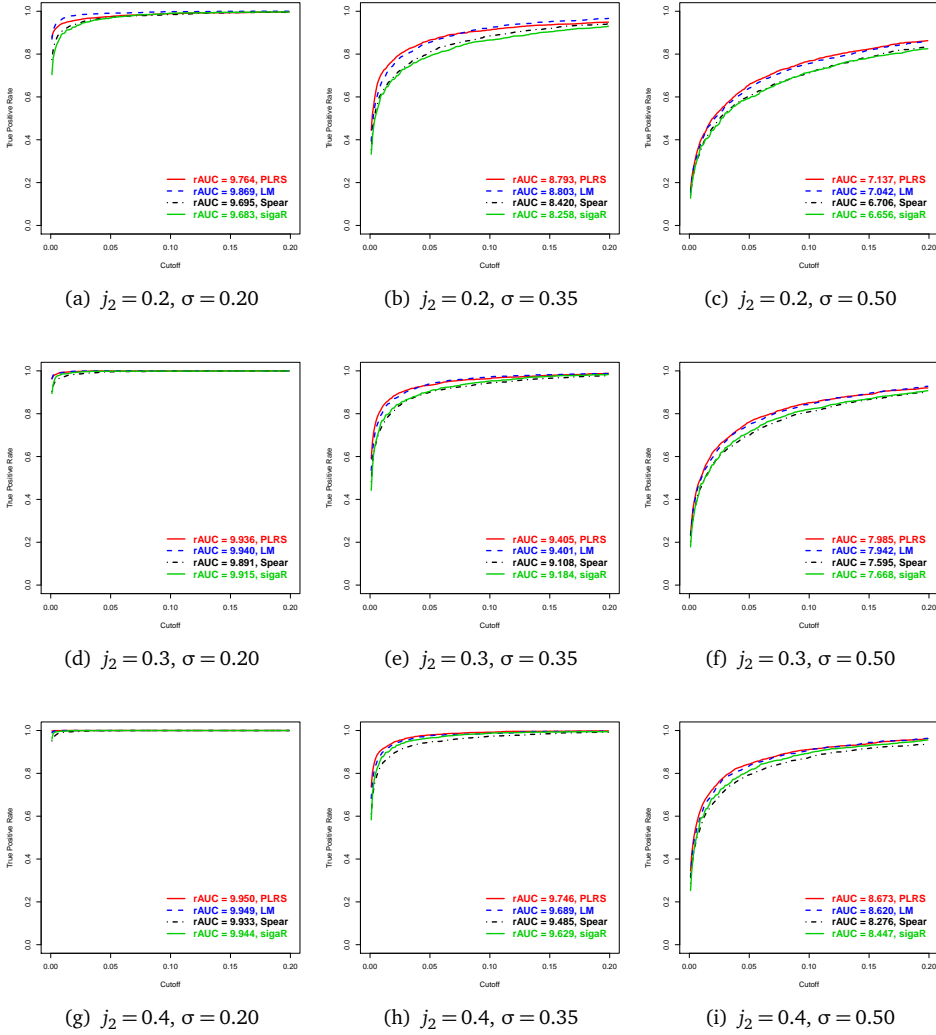 True Positive Rate
0.0 0.2 0.4 0.6 0.8 1.0
rAUC = 9.764, PLRS
rAUC = 9.869, LM
rAUC = 9.695, Spear
rAUC = 9.683, sigaR
0.00 0.05 0.10 0.15 0.20
Cutoff
(a) j2 = 0.2, σ = 0.20
True Positive Rate
0.0 0.2 0.4 0.6 0.8 1.0
rAUC = 8.793, PLRS
rAUC = 8.803, LM
rAUC = 8.420, Spear
rAUC = 8.258, sigaR
0.00 0.05 0.10 0.15 0.20
Cutoff
(b) j2 = 0.2, σ = 0.35
True Positive Rate
0.0 0.2 0.4 0.6 0.8 1.0
rAUC = 7.137, PLRS
rAUC = 7.042, LM
rAUC = 6.706, Spear
rAUC = 6.656, sigaR
0.00 0.05 0.10 0.15 0.20
Cutoff
(c) j2 = 0.2, σ = 0.50
True Positive Rate
0.0 0.2 0.4 0.6 0.8 1.0
rAUC = 9.936, PLRS
rAUC = 9.940, LM
rAUC = 9.891, Spear
rAUC = 9.915, sigaR
0.00 0.05 0.10 0.15 0.20
Cutoff
(d) j2 = 0.3, σ = 0.20
True Positive Rate
0.0 0.2 0.4 0.6 0.8 1.0
rAUC = 9.405, PLRS
rAUC = 9.401, LM
rAUC = 9.108, Spear
rAUC = 9.184, sigaR
0.00 0.05 0.10 0.15 0.20
Cutoff
(e) j2 = 0.3, σ = 0.35
True Positive Rate
0.0 0.2 0.4 0.6 0.8 1.0
rAUC = 7.985, PLRS
rAUC = 7.942, LM
rAUC = 7.595, Spear
rAUC = 7.668, sigaR
0.00 0.05 0.10 0.15 0.20
Cutoff
(f) j2 = 0.3, σ = 0.50
True Positive Rate
0.0 0.2 0.4 0.6 0.8 1.0
rAUC = 9.950, PLRS
rAUC = 9.949, LM
rAUC = 9.933, Spear
rAUC = 9.944, sigaR
0.00 0.05 0.10 0.15 0.20
Cutoff
(g) j2 = 0.4, σ = 0.20
True Positive Rate
0.0 0.2 0.4 0.6 0.8 1.0
rAUC = 9.746, PLRS
rAUC = 9.689, LM
rAUC = 9.485, Spear
rAUC = 9.629, sigaR
0.00 0.05 0.10 0.15 0.20
Cutoff
(h) j2 = 0.4, σ = 0.35
True Positive Rate
0.0 0.2 0.4 0.6 0.8 1.0
rAUC = 8.673, PLRS
rAUC = 8.620, LM
rAUC = 8.276, Spear
rAUC = 8.447, sigaR
0.00 0.05 0.10 0.15 0.20
Cutoff
(i) j2 = 0.4, σ = 0.50